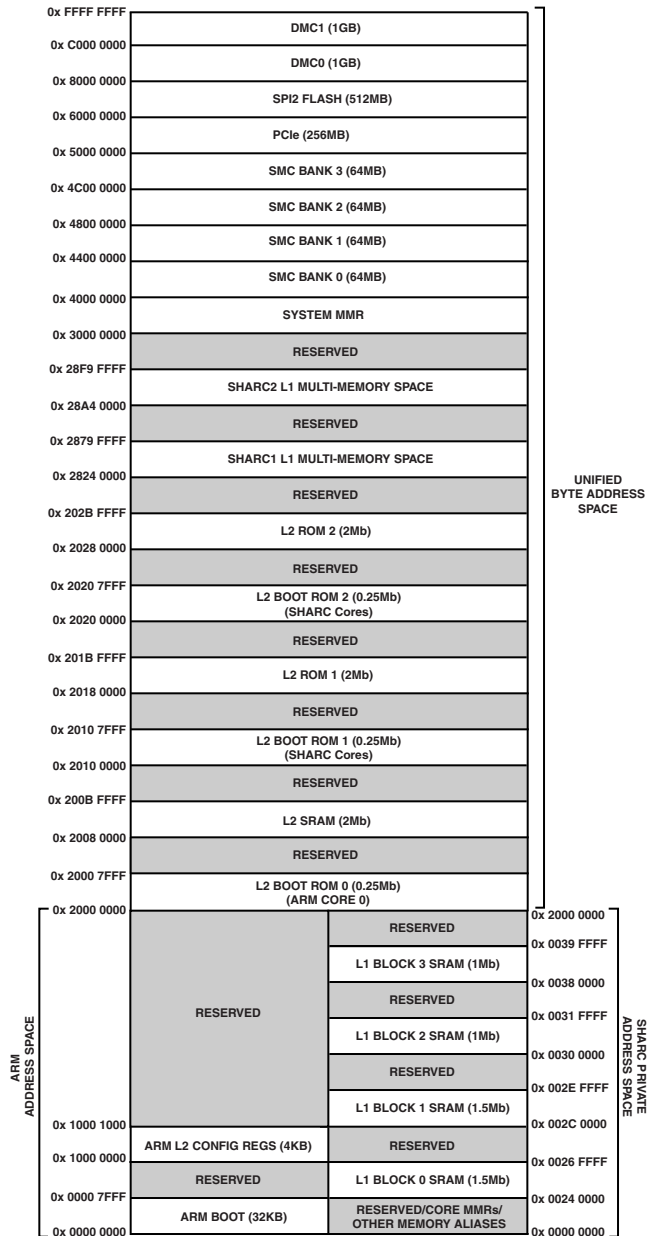 0x FFFF FFFF
DMC1 (1GB)
0x C000 0000
DMC0 (1GB)
0x 8000 0000
SPI2 FLASH (512MB)
0x 6000 0000
PCIe (256MB)
0x 5000 0000
SMC BANK 3 (64MB)
0x 4C00 0000
SMC BANK 2 (64MB)
0x 4800 0000
SMC BANK 1 (64MB)
0x 4400 0000
SMC BANK 0 (64MB)
0x 4000 0000
SYSTEM MMR
0x 3000 0000
RESERVED
0x 28F9 FFFF
SHARC2 L1 MULTI-MEMORY SPACE
0x 28A4 0000
RESERVED
0x 2879 FFFF
SHARC1 L1 MULTI-MEMORY SPACE
0x 2824 0000
RESERVED
0x 202B FFFF
L2 ROM 2 (2Mb)
0x 2028 0000
RESERVED
0x 2020 7FFF
L2 BOOT ROM 2 (0.25Mb)
(SHARC Cores)
0x 2020 0000
RESERVED
0x 201B FFFF
L2 ROM 1 (2Mb)
0x 2018 0000
RESERVED
0x 2010 7FFF
L2 BOOT ROM 1 (0.25Mb)
(SHARC Cores)
0x 2010 0000
RESERVED
0x 200B FFFF
L2 SRAM (2Mb)
0x 2008 0000
RESERVED
0x 2000 7FFF
L2 BOOT ROM 0 (0.25Mb)
(ARM CORE 0)
0x 2000 0000
UNIFIED
BYTE ADDRESS
SPACE
ARM
ADDRESS SPACE
RESERVED
0x 1000 1000
ARM L2 CONFIG REGS (4KB)
0x 1000 0000
RESERVED
0x 0000 7FFF
ARM BOOT (32KB)
0x 0000 0000
0x 2000 0000
RESERVED
0x 0039 FFFF
L1 BLOCK 3 SRAM (1Mb)
0x 0038 0000
RESERVED
0x 0031 FFFF
L1 BLOCK 2 SRAM (1Mb)
0x 0030 0000
RESERVED
0x 002E FFFF
L1 BLOCK 1 SRAM (1.5Mb)
0x 002C 0000
RESERVED
0x 0026 FFFF
L1 BLOCK 0 SRAM (1.5Mb)
0x 0024 0000
RESERVED/CORE MMRs/
OTHER MEMORY ALIASES
0x 0000 0000
SHARC PRIVATE
ADDRESS SPACE